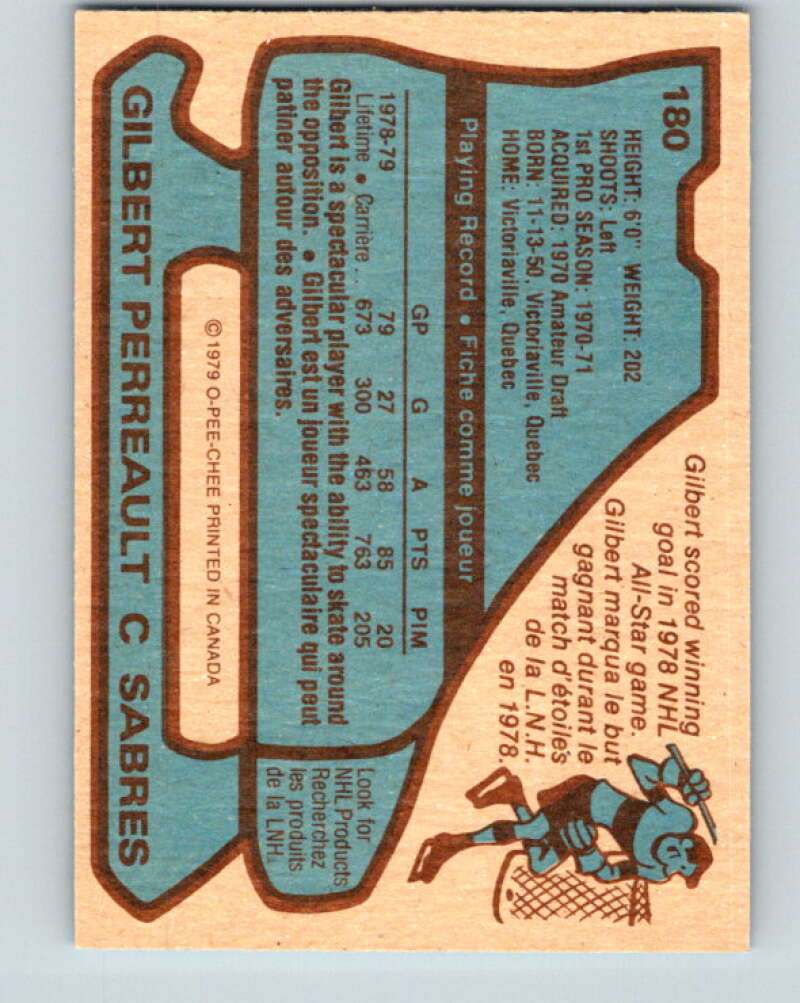 180
HEIGHT: 6'0" WEIGHT: 202
SHOOTS: Left
1st PRO SEASON: 1970-71
ACQUIRED: 1970 Amateur Draft
BORN: 11-13-50, Victoriaville, Quebec
HOME: Victoriaville, Quebec
Gilbert scored winning
goal in 1978 NHL
All-Star game.
Gilbert marqua le but
gagnant durant le
match d'étoiles
de la L.N.H.
en 1978.
Playing Record • Fiche comme joueur
GP G A PTS PIM
1978-79 79 27 58 85 20
Lifetime • Carrière .. 673 300 463 763 205
Gilbert is a spectacular player with the ability to skate around
the opposition. • Gilbert est un joueur spectaculaire qui peut
patiner autour des adversaires.
Look for
NHL Products
Recherchez
les produits
de la LNH.
© 1979 O-PEE-CHEE PRINTED IN CANADA
GILBERT PERREAULT C SABRES